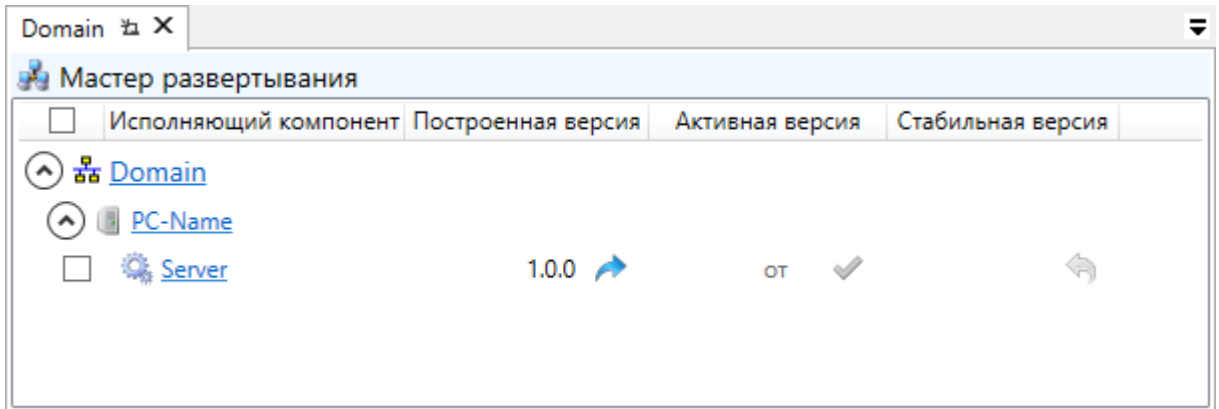 Domain
Мастер развертывания
Исполняющий компонент Построенная версия Активная версия Стабильная версия
Domain
PC-Name
Server 1.0.0 от